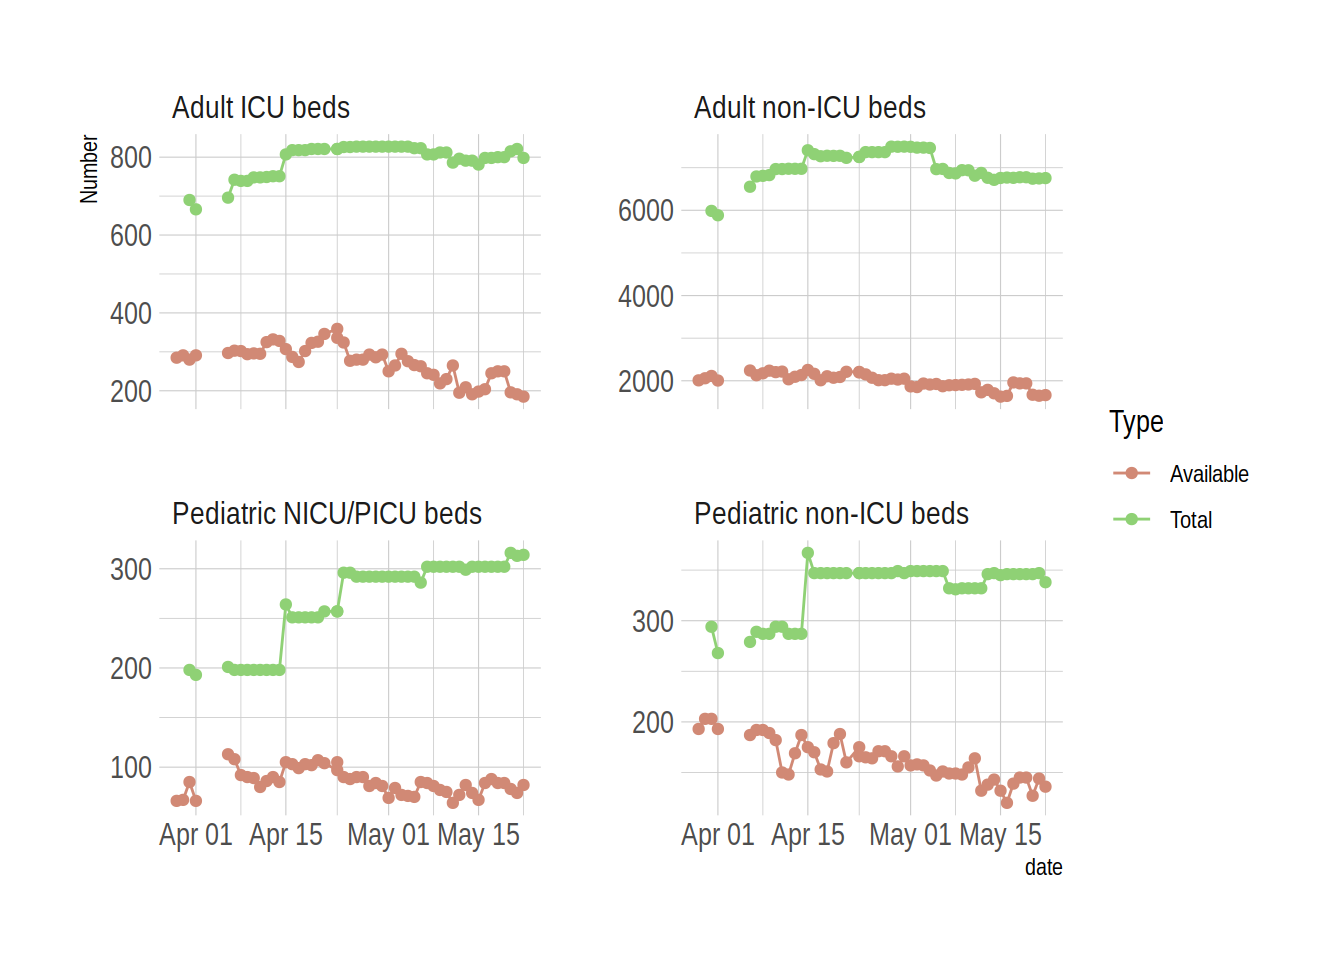 Adult ICU beds
Adult non-ICU beds
Number
800
600
400
200
6000
4000
2000
Pediatric NICU/PICU beds
Pediatric non-ICU beds
300
200
100
300
200
Apr 01 Apr 15 May 01 May 15
Apr 01 Apr 15 May 01 May 15
date
Type
Available
Total